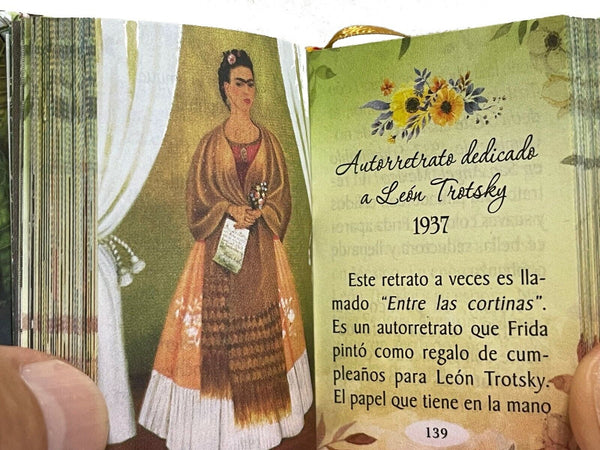 Autorretrato dedicado
a León Trotsky
1937
Este retrato a veces es lla-
mado “Entre las cortinas”.
Es un autorretrato que Frida
pintó como regalo de cum-
pleaños para León Trotsky.
El papel que tiene en la mano
139